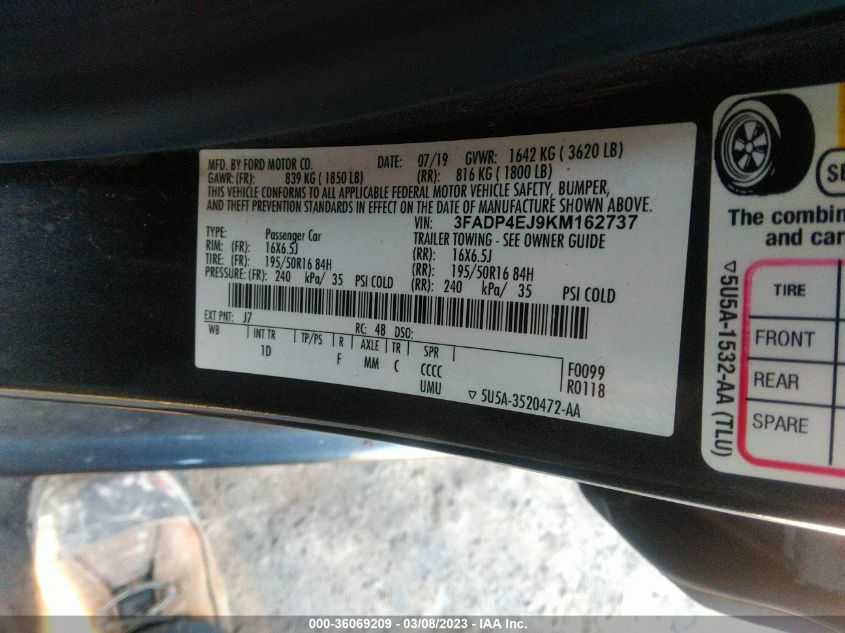 MFD. BY FORD MOTOR CO. DATE: 07/19 GVWR: 1642 KG ( 3620 LB)
GAWR: (FR): 839 KG ( 1850 LB) (RR): 816 KG ( 1800 LB)
THIS VEHICLE CONFORMS TO ALL APPLICABLE FEDERAL MOTOR VEHICLE SAFETY, BUMPER,
AND THEFT PREVENTION STANDARDS IN EFFECT ON THE DATE OF MANUFACTURE SHOWN ABOVE.
VIN: 3FADP4EJ9KM162737
TYPE: Passenger Car TRAILER TOWING - SEE OWNER GUIDE
RIM: (FR): 16X6.5J (RR): 16X6.5J
TIRE: (FR): 195/50R16 84H (RR): 195/50R16 84H
PRESSURE: (FR): 240 kPa/ 35 PSI COLD (RR): 240 kPa/ 35 PSI COLD
EXT PNT: J7 RC: 48 DSO:
WB INT TR TP/PS R AXLE TR SPR
1D F MM C CCCC
UMU
F0099
R0118
▽ 5U5A-3520472-AA
The combin
and car
TIRE
FRONT
REAR
SPARE
▽5U5A-1532-AA (TLU)
000-36069209 - 03/08/2023 - IAA Inc.